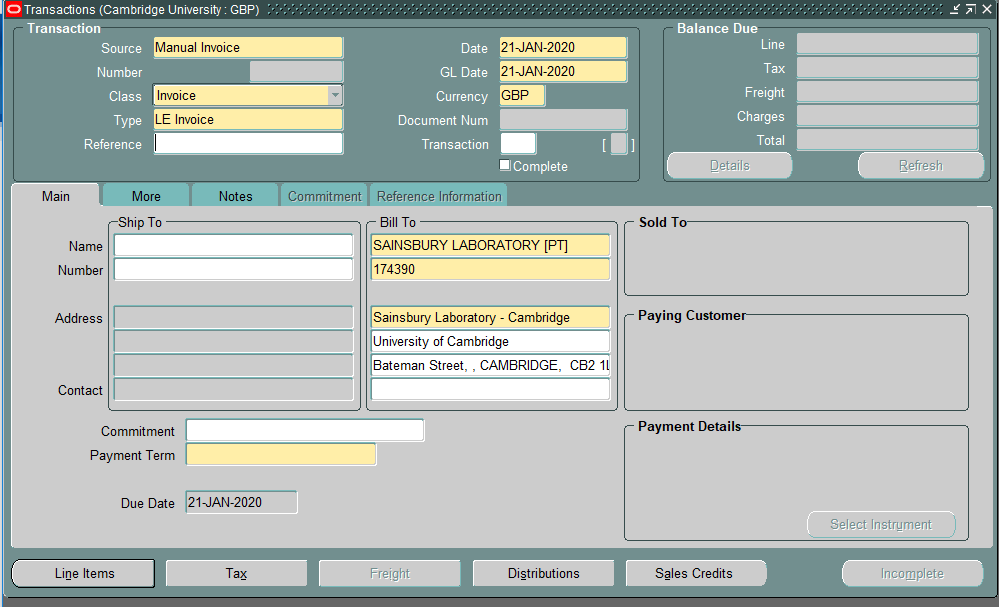 Transactions (Cambridge University : GBP)
Transaction
Source Manual Invoice
Number
Class Invoice
Type LE Invoice
Reference
Date 21-JAN-2020
GL Date 21-JAN-2020
Currency GBP
Document Num
Transaction [ ]
Complete
Balance Due
Line
Tax
Freight
Charges
Total
Details Refresh
Main More Notes Commitment Reference Information
Ship To
Bill To
Name SAINSBURY LABORATORY [PT]
Number 174390
Address Sainsbury Laboratory - Cambridge
University of Cambridge
Bateman Street, , CAMBRIDGE, CB2
Contact
Commitment
Payment Term
Due Date 21-JAN-2020
Sold To
Paying Customer
Payment Details
Select Instrument
Line Items Tax Freight Distributions Sales Credits Incomplete